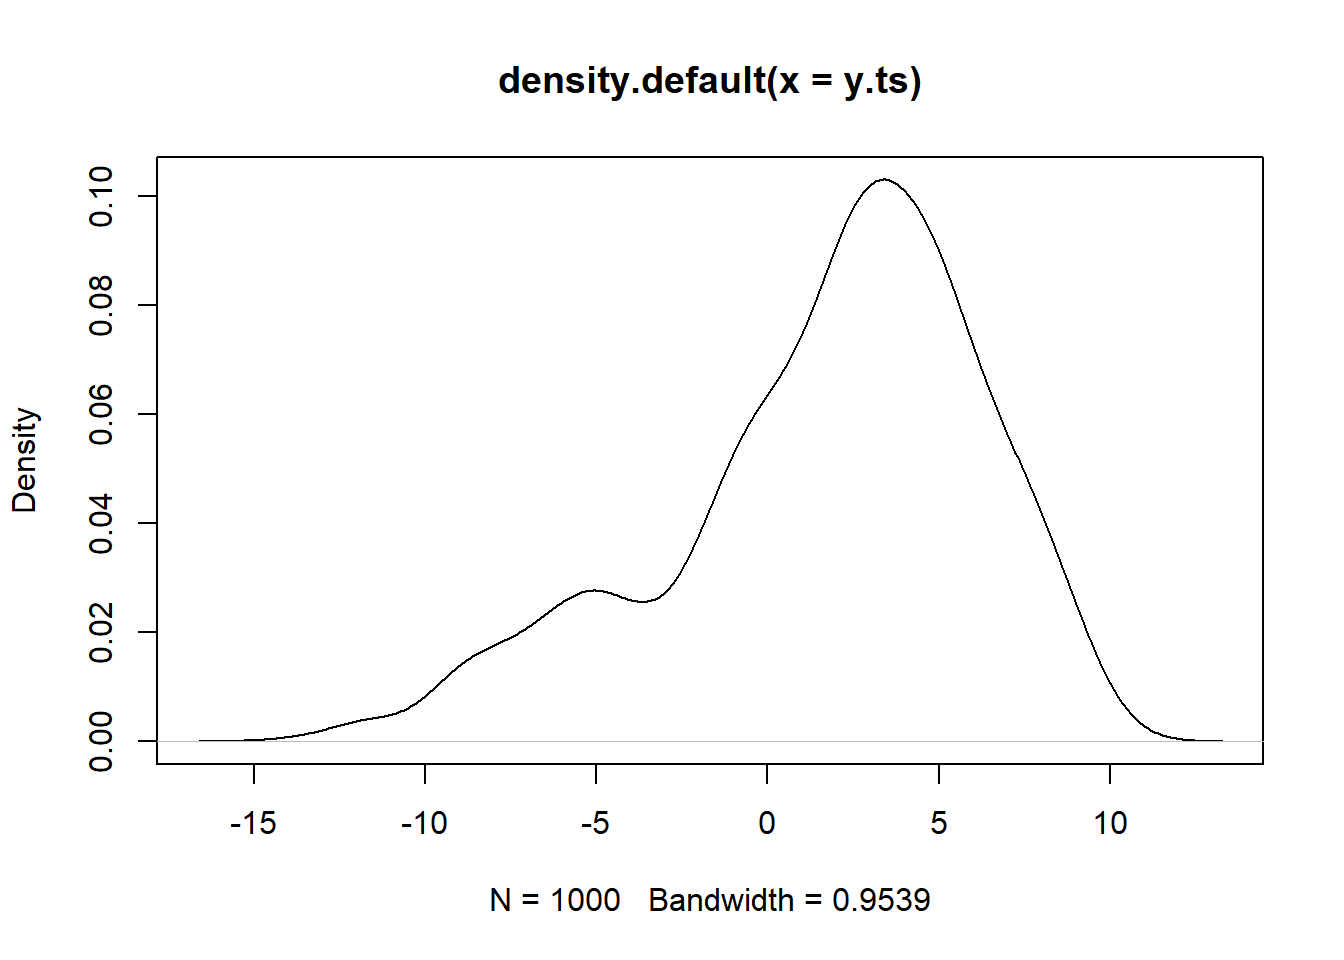 density.default(x = y.ts)
Density
0.10
0.08
0.06
0.04
0.02
0.00
-15 -10 -5 0 5 10
N = 1000 Bandwidth = 0.9539